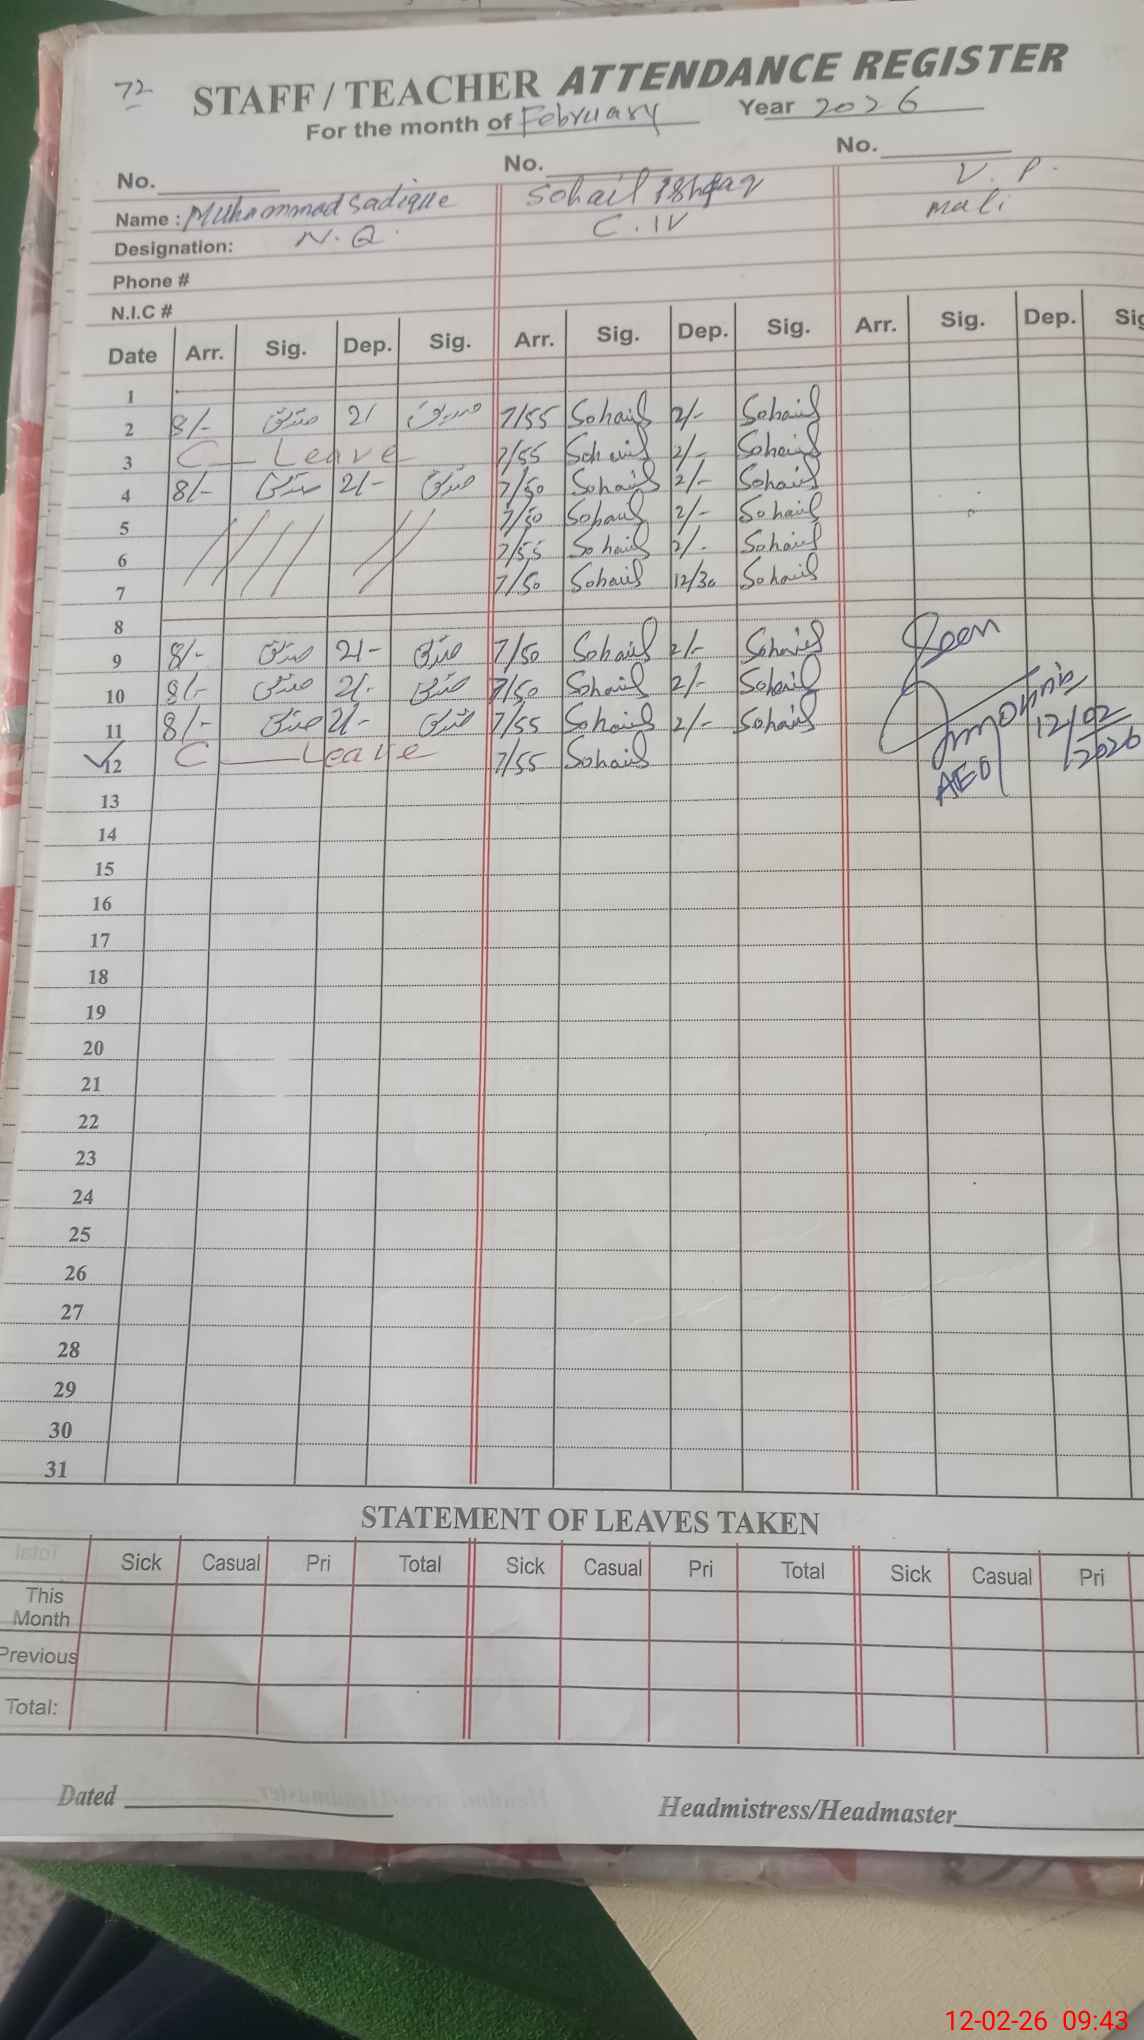 72
STAFF / TEACHER ATTENDANCE REGISTER
For the month of February Year 2026
No. No. No.
Name : Muhammad Sadique Sohail Ishfaq V. P.
Designation: N. Q. C. IV Mali
Phone #
N.I.C #
Date Arr. Sig. Dep. Sig. Arr. Sig. Dep. Sig. Arr. Sig. Dep. Sig
1
2 8/- صدیق 2/ صدیق 7/55 Sohail 2/- Sohail
3 C Leave 7/55 Sohail 2/- Sohail
4 8/- صدیق 2/- صدیق 7/50 Sohail 2/- Sohail
5 7/50 Sohail 2/- Sohail
6 7/55 Sohail 2/- Sohail
7 7/50 Sohail 12/30 Sohail
8
9 8/- صدیق 2/- صدیق 7/50 Sohail 2/- Sohail Seen
10 8/- صدیق 2/- صدیق 7/50 Sohail 2/- Sohail
11 8/- صدیق 2/- صدیق 7/55 Sohail 2/- Sohail 12/02/2026
12 C Leave 7/55 Sohail AEO
13
14
15
16
17
18
19
20
21
22
23
24
25
26
27
28
29
30
31
STATEMENT OF LEAVES TAKEN
Sick Casual Pri Total Sick Casual Pri Total Sick Casual Pri
This Month
Previous
Total:
Dated
Headmistress/Headmaster
12-02-26 09:43